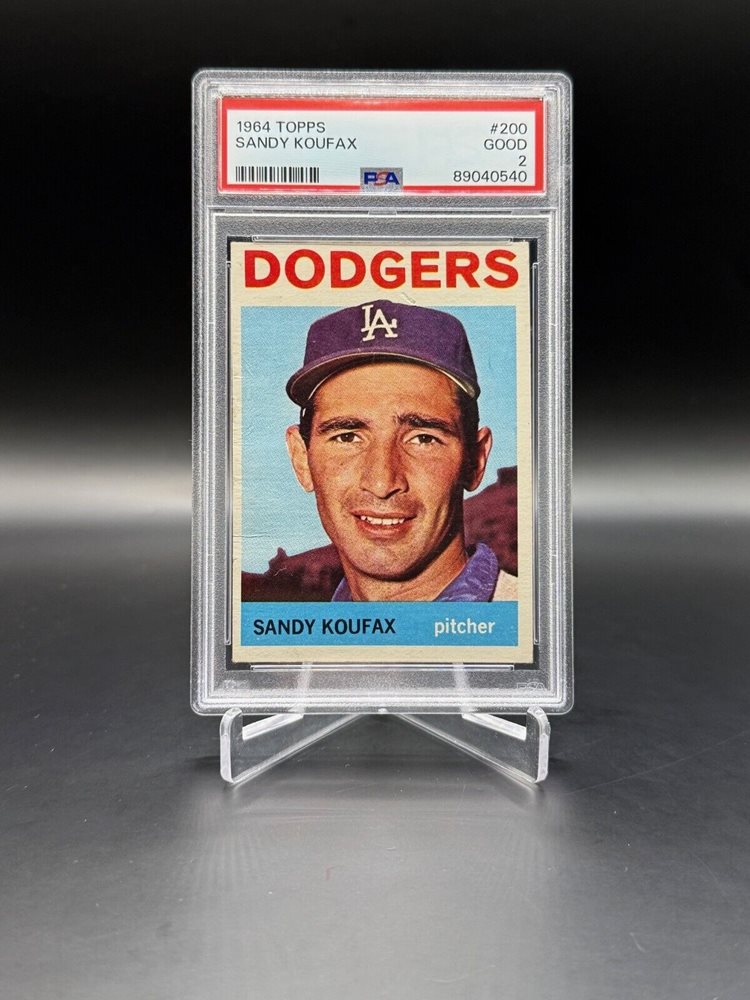 1964 TOPPS #200
SANDY KOUFAX GOOD
2
PSA 89040540
DODGERS
LA
SANDY KOUFAX pitcher